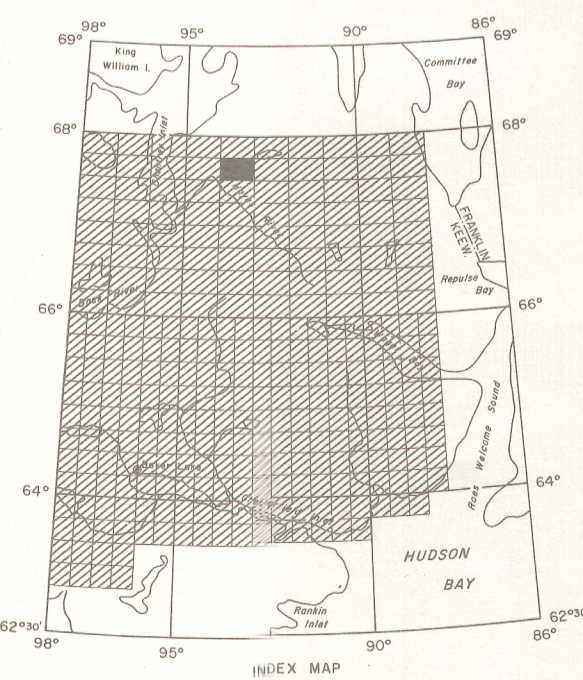 98°
95°
90°
86°
69°
69°
King
William I.
Committee
Bay
68°
68°
Chantrey Inlet
Hayes River
FRANKLIN
KEEW.
Repulse
Bay
Back River
66°
66°
Roes Welcome Sound
Baker Lake
64°
64°
Chesterfield Inlet
HUDSON
BAY
Rankin
Inlet
62°30'
62°30'
98°
95°
90°
86°
INDEX MAP